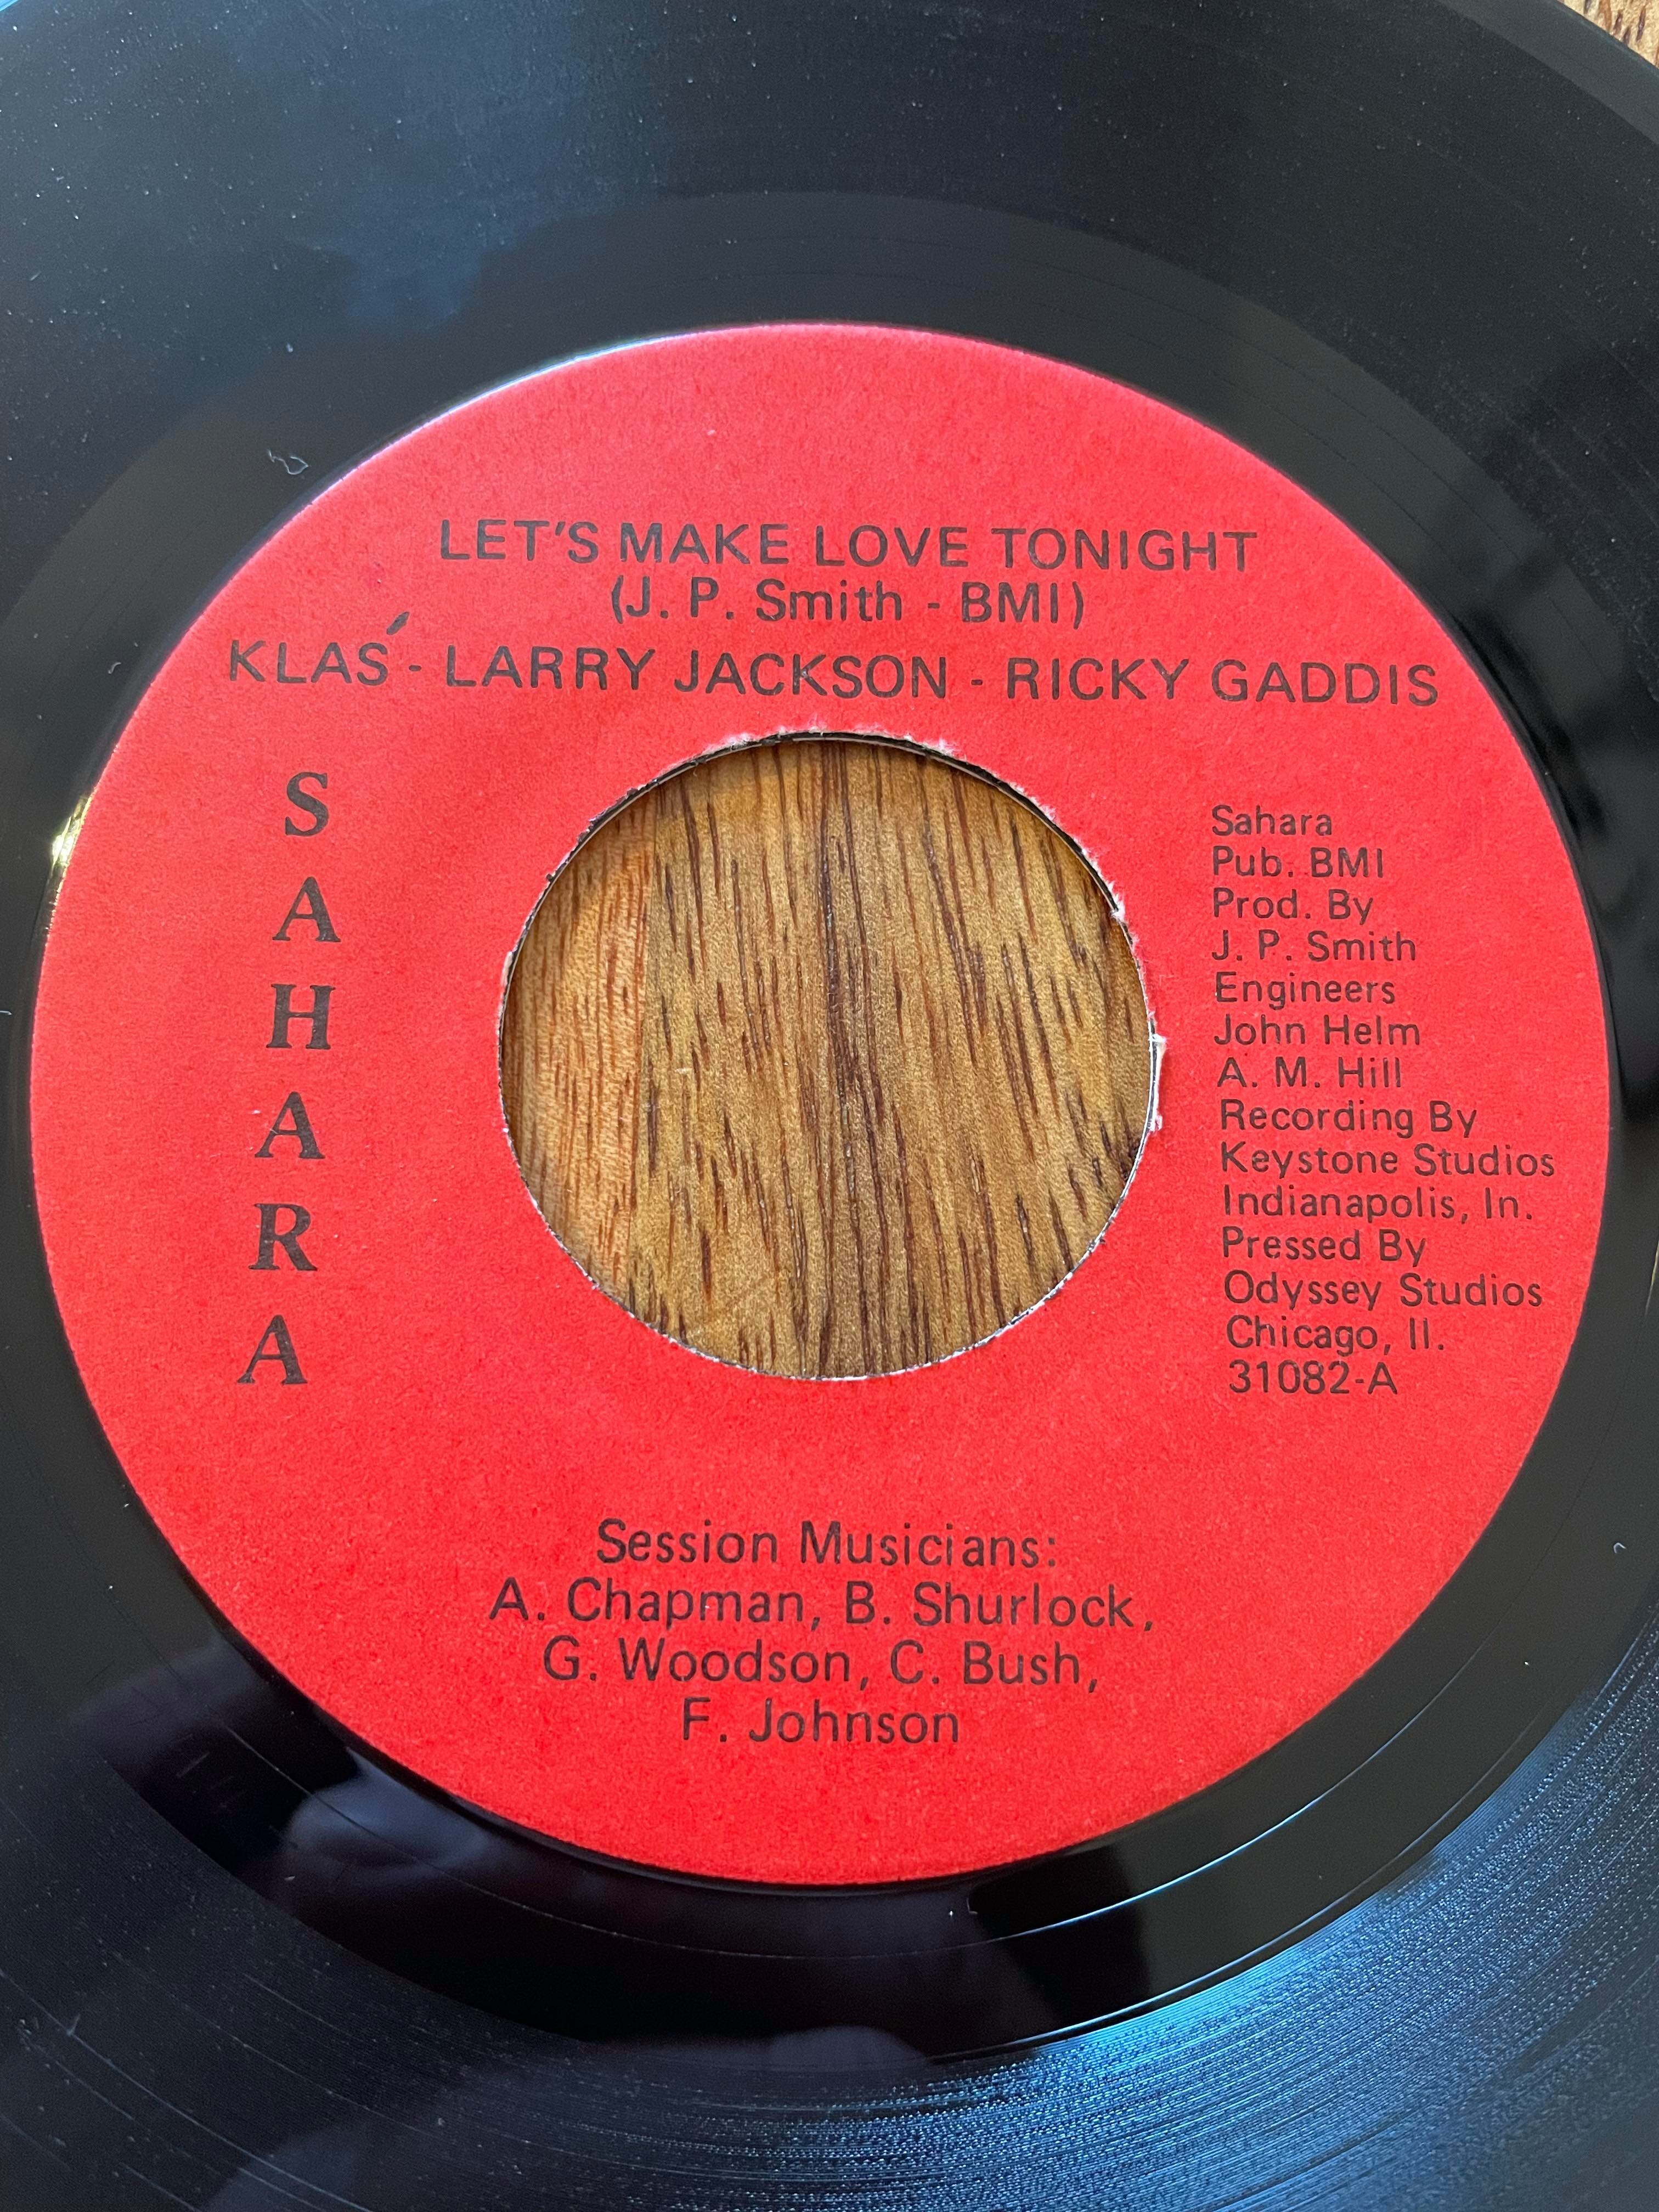 LET'S MAKE LOVE TONIGHT
(J. P. Smith - BMI)
KLAŚ - LARRY JACKSON - RICKY GADDIS
SAHARA
Sahara
Pub. BMI
Prod. By
J. P. Smith
Engineers
John Helm
A. M. Hill
Recording By
Keystone Studios
Indianapolis, In.
Pressed By
Odyssey Studios
Chicago, Il.
31082-A
Session Musicians:
A. Chapman, B. Shurlock,
G. Woodson, C. Bush,
F. Johnson